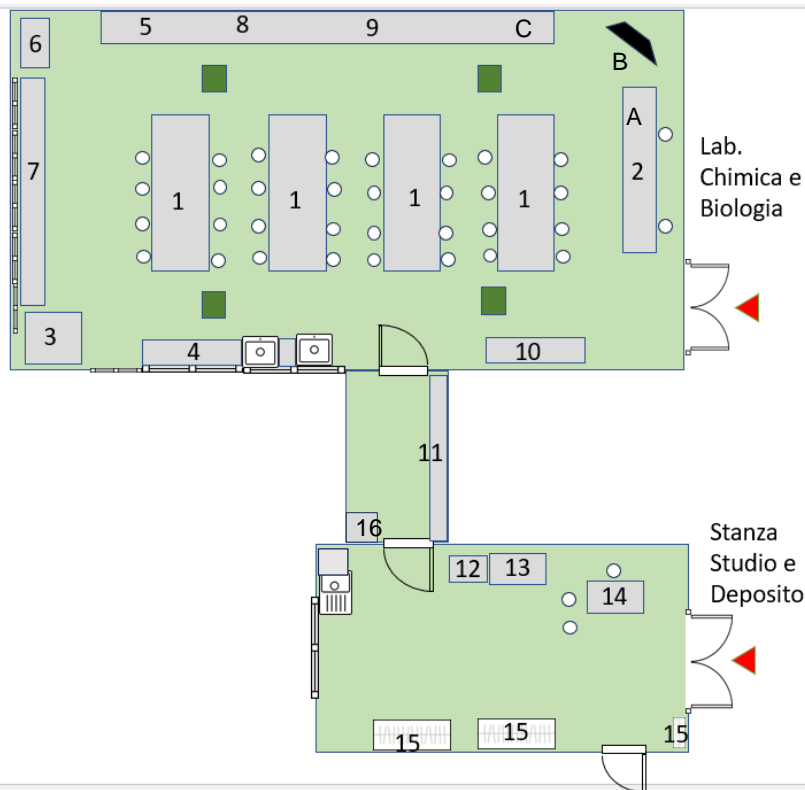 5 8 9 C
6
B
A
7 1 1 1 1 2
Lab.
Chimica e
Biologia
3 4 10
11
16
12 13
14
Stanza
Studio e
Deposito
15 15 15